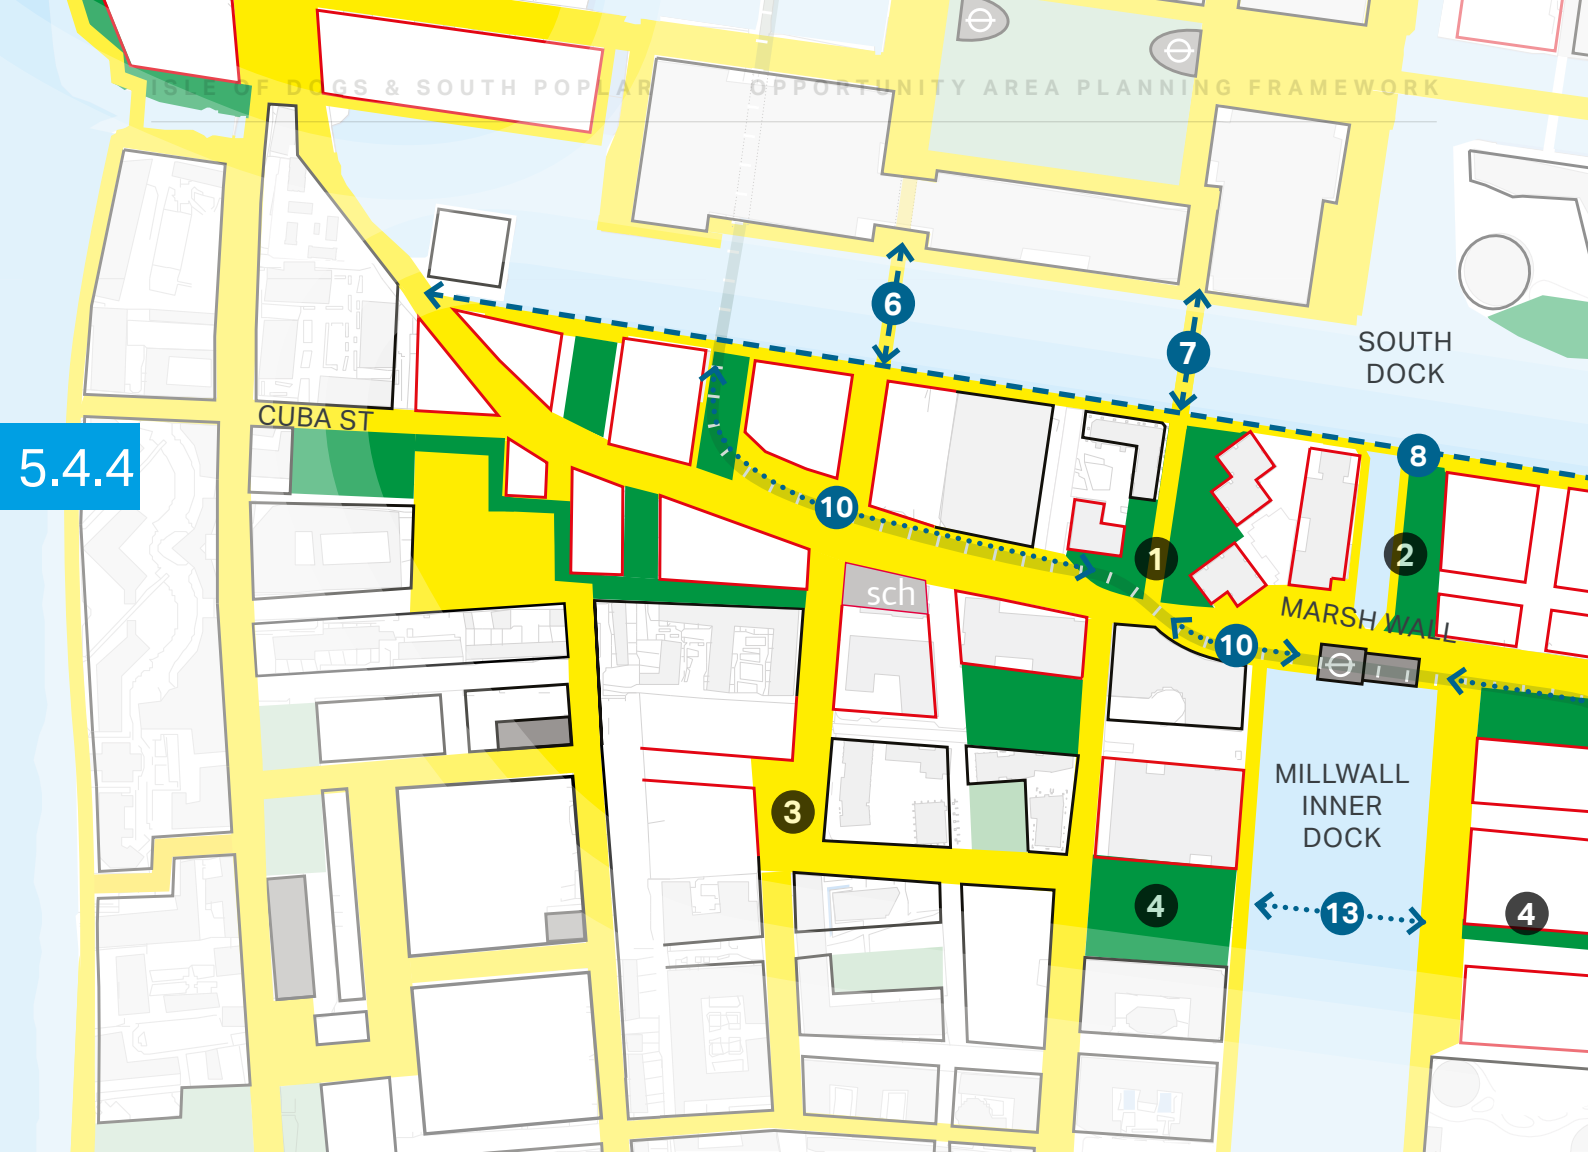 ISLE OF DOGS & SOUTH POPLAR OPPORTUNITY AREA PLANNING FRAMEWORK
6
7
SOUTH
DOCK
CUBA ST
5.4.4
8
10
1
2
sch
MARSH WALL
10
3
MILLWALL
INNER
DOCK
4
13
4